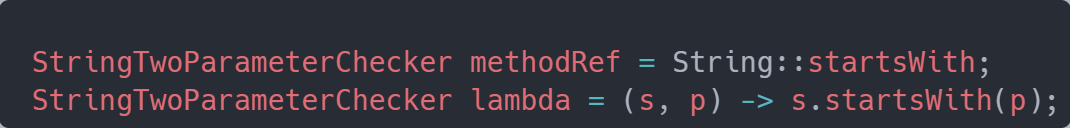 StringTwoParameterChecker methodRef = String::startsWith;
StringTwoParameterChecker lambda = (s, p) -> s.startsWith(p);